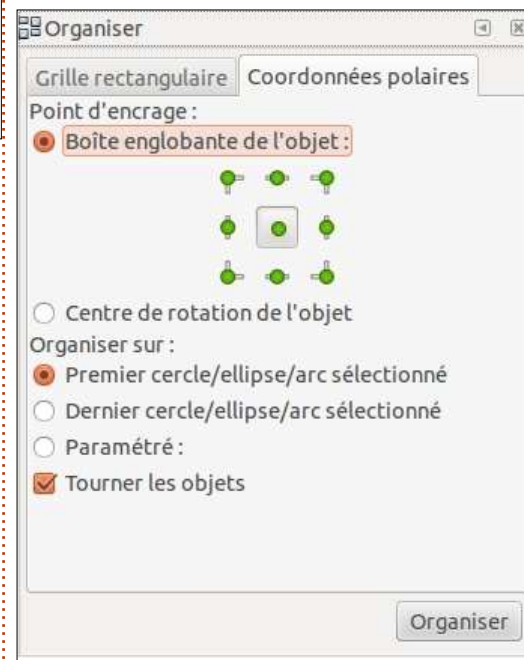 Organiser
Grille rectangulaire Coordonnées polaires
Point d'encrage :
Boîte englobante de l'objet :
Centre de rotation de l'objet
Organiser sur :
Premier cercle/ellipse/arc sélectionné
Dernier cercle/ellipse/arc sélectionné
Paramétré :
Tourner les objets
Organiser